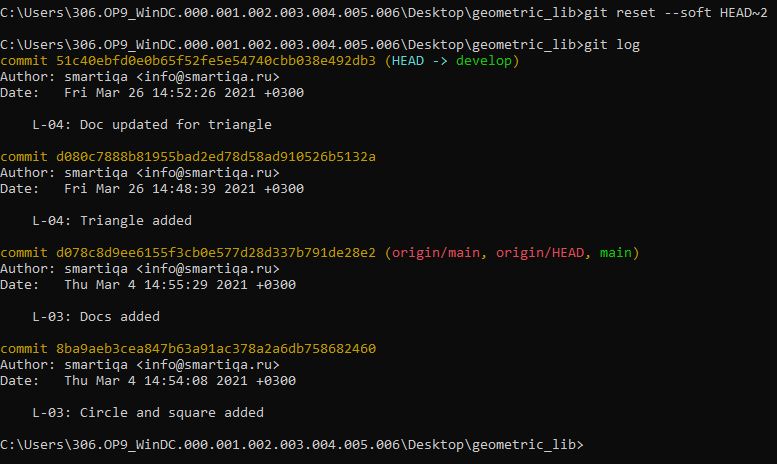 C:\Users\306.OP9_WinDC.000.001.002.003.004.005.006\Desktop\geometric_lib>git reset --soft HEAD~2
C:\Users\306.OP9_WinDC.000.001.002.003.004.005.006\Desktop\geometric_lib>git log
commit 51c40ebfd0e0b65f52fe5e54740cbb038e492db3 (HEAD -> develop)
Author: smartiqa <info@smartiqa.ru>
Date:   Fri Mar 26 14:52:26 2021 +0300
    L-04: Doc updated for triangle
commit d080c7888b81955bad2ed78d58ad910526b5132a
Author: smartiqa <info@smartiqa.ru>
Date:   Fri Mar 26 14:48:39 2021 +0300
    L-04: Triangle added
commit d078c8d9ee6155f3cb0e577d28d337b791de28e2 (origin/main, origin/HEAD, main)
Author: smartiqa <info@smartiqa.ru>
Date:   Thu Mar 4 14:55:29 2021 +0300
    L-03: Docs added
commit 8ba9aeb3cea847b63a91ac378a2a6db758682460
Author: smartiqa <info@smartiqa.ru>
Date:   Thu Mar 4 14:54:08 2021 +0300
    L-03: Circle and square added
C:\Users\306.OP9_WinDC.000.001.002.003.004.005.006\Desktop\geometric_lib>